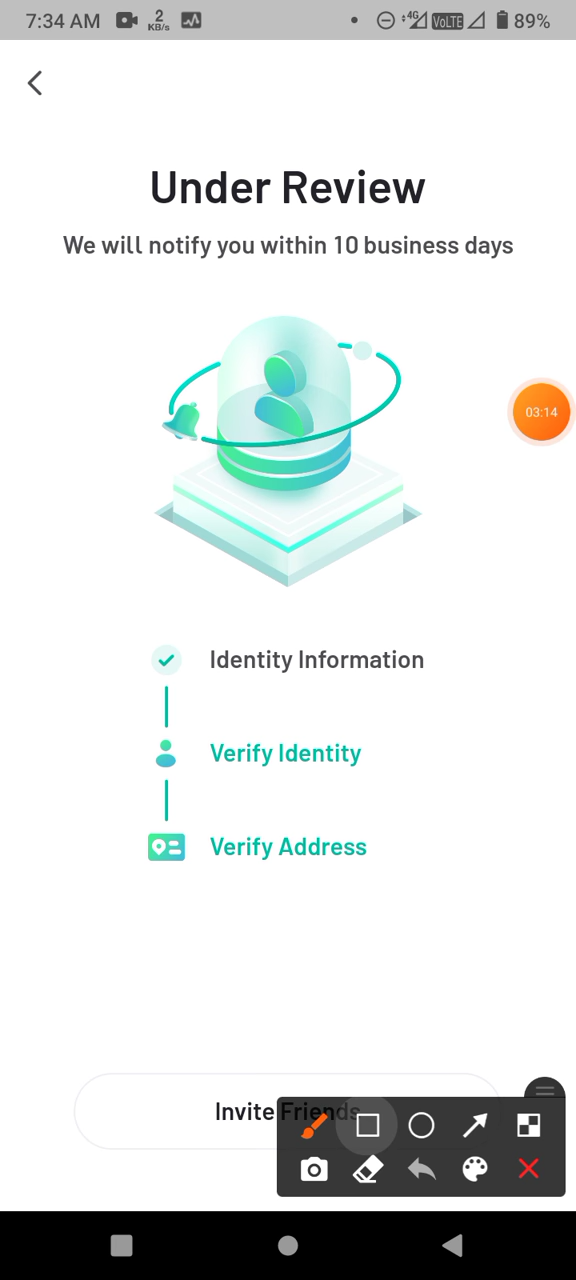 7:34 AM 2 KB/s 4G VoLTE 89%
Under Review
We will notify you within 10 business days
03:14
Identity Information
Verify Identity
Verify Address
Invite Friends